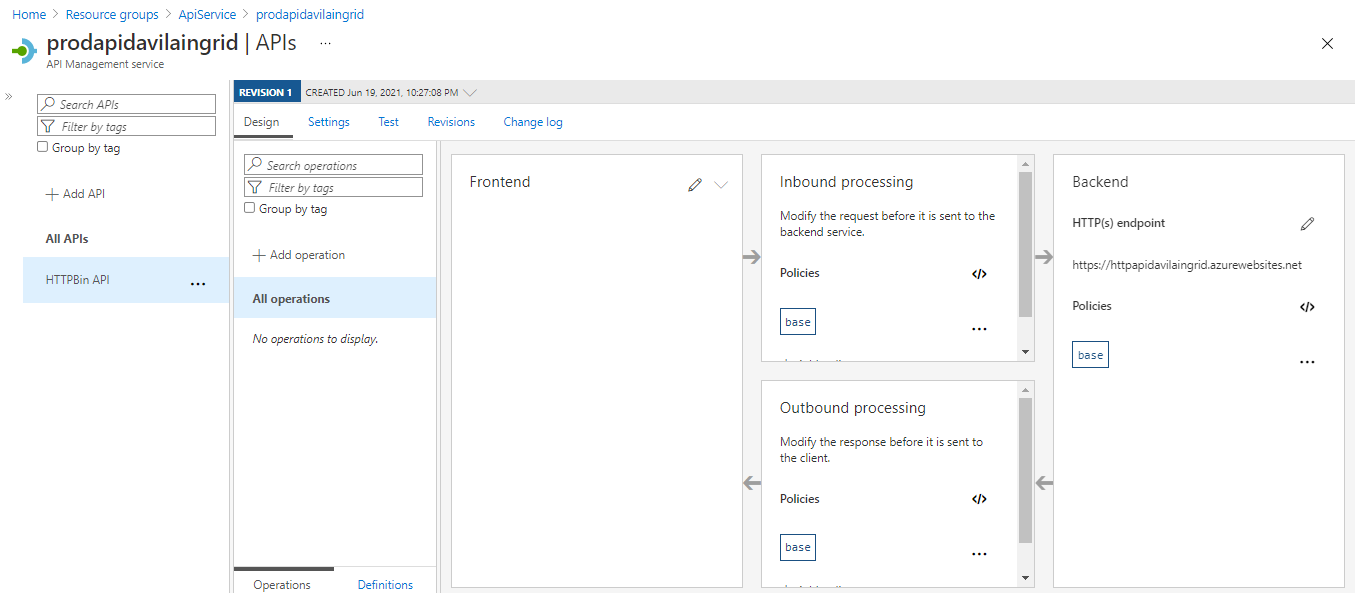 Home > Resource groups > ApiService > prodapidavilaingrid
prodapidavilaingrid | APIs ...
API Management service
Search APIs
Filter by tags
Group by tag
+ Add API
All APIs
HTTPBin API
REVISION 1 CREATED Jun 19, 2021, 10:27:08 PM
Design Settings Test Revisions Change log
Search operations
Filter by tags
Group by tag
+ Add operation
All operations
No operations to display.
Operations Definitions
Frontend
Inbound processing
Modify the request before it is sent to the
backend service.
Policies </>
base
Outbound processing
Modify the response before it is sent to
the client.
Policies </>
base
Backend
HTTP(s) endpoint
https://httpapidavilaingrid.azurewebsites.net
Policies </>
base